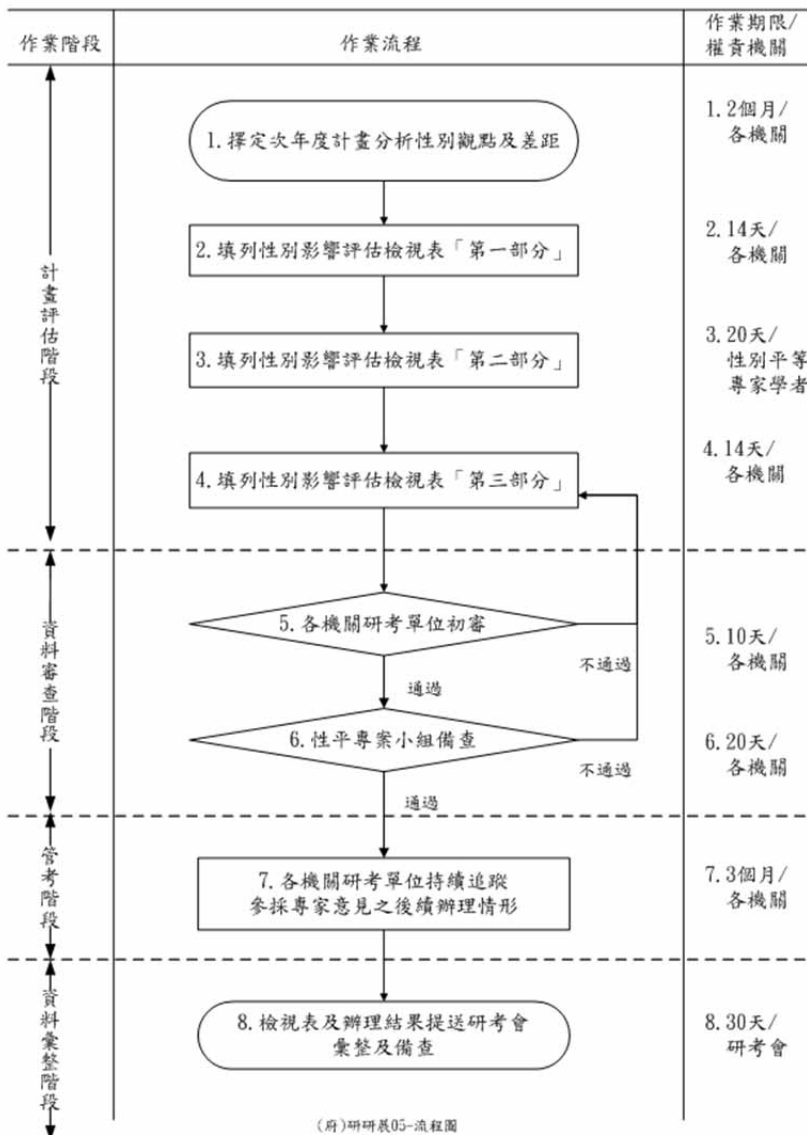 作業階段
作業流程
作業期限/
權責機關
計畫評估階段
1.擇定次年度計畫分析性別觀點及差距
1.2個月/
各機關
2.填列性別影響評估檢視表「第一部分」
2.14天/
各機關
3.填列性別影響評估檢視表「第二部分」
3.20天/
性別平等
專家學者
4.填列性別影響評估檢視表「第三部分」
4.14天/
各機關
資料審查階段
5.各機關研考單位初審
5.10天/
各機關
不通過
通過
6.性平專案小組備查
6.20天/
各機關
不通過
通過
管考階段
7.各機關研考單位持續追蹤
參採專家意見之後續辦理情形
7.3個月/
各機關
資料彙整階段
8.檢視表及辦理結果提送研考會
彙整及備查
8.30天/
研考會
(府)研研展05-流程圖